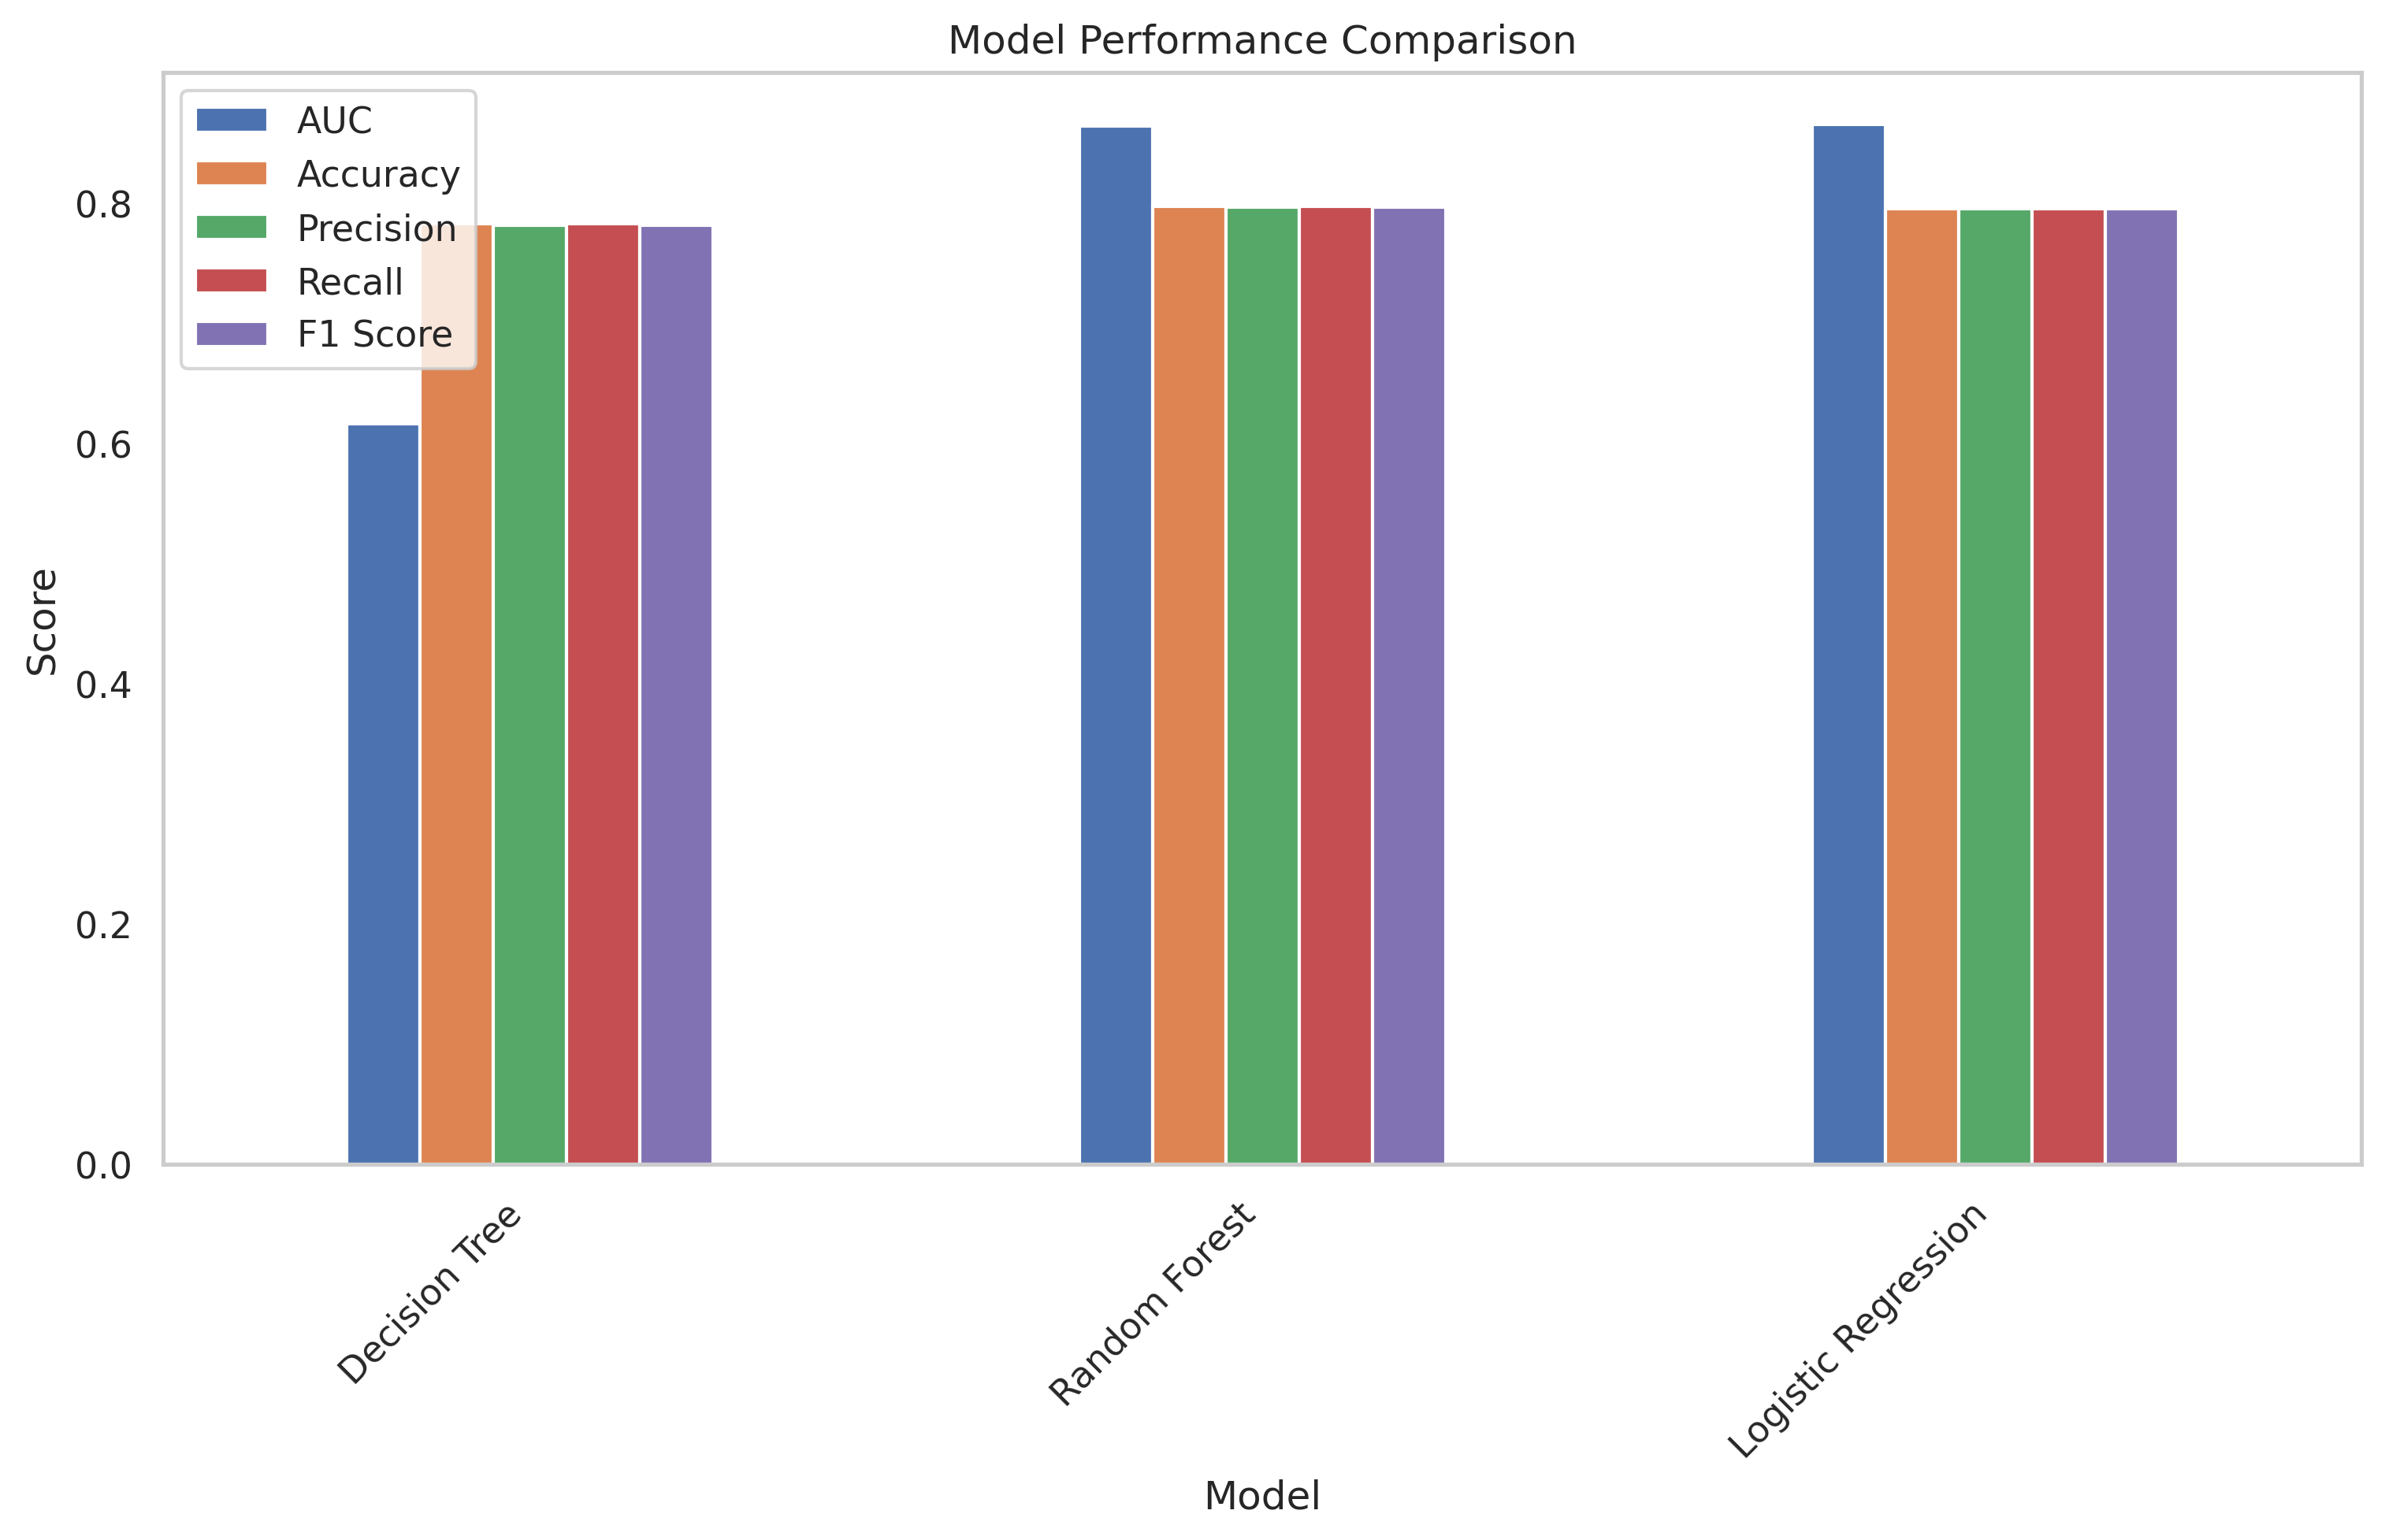 Model Performance Comparison
AUC
Accuracy
Precision
Recall
F1 Score
Score
0.8
0.6
0.4
0.2
0.0
Decision Tree
Random Forest
Logistic Regression
Model